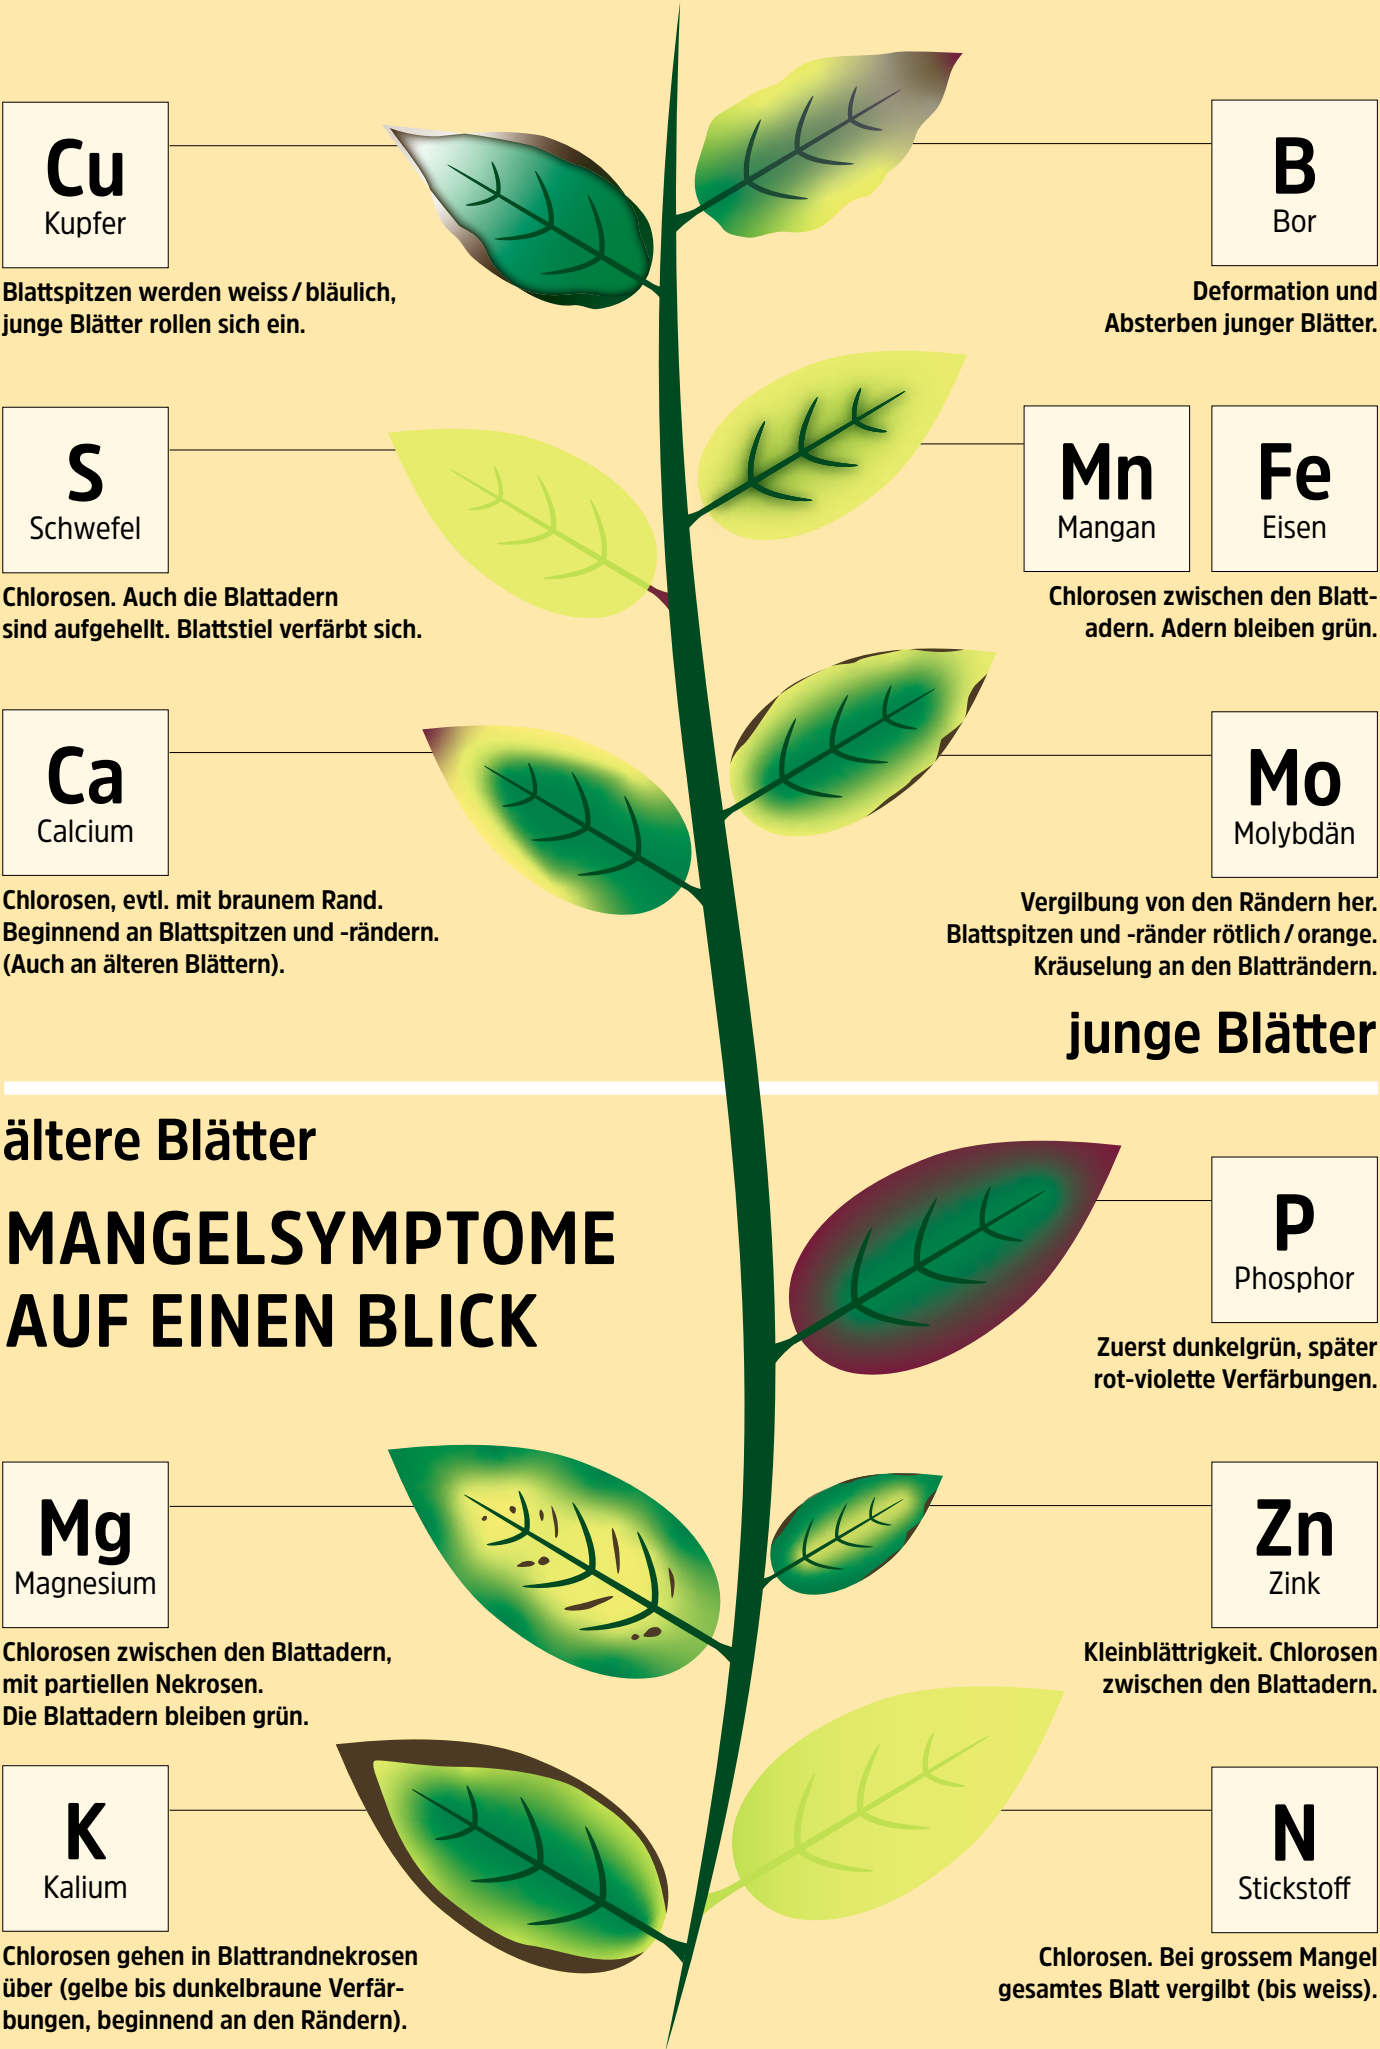 Cu
Kupfer
Blattspitzen werden weiss / bläulich,
junge Blätter rollen sich ein.
B
Bor
Deformation und
Absterben junger Blätter.
S
Schwefel
Chlorosen. Auch die Blattadern
sind aufgehellt. Blattstiel verfärbt sich.
Mn
Mangan
Fe
Eisen
Chlorosen zwischen den Blatt-
adern. Adern bleiben grün.
Ca
Calcium
Chlorosen, evtl. mit braunem Rand.
Beginnend an Blattspitzen und -rändern.
(Auch an älteren Blättern).
Mo
Molybdän
Vergilbung von den Rändern her.
Blattspitzen und -ränder rötlich / orange.
Kräuselung an den Blatträndern.
junge Blätter
ältere Blätter
MANGELSYMPTOME
AUF EINEN BLICK
P
Phosphor
Zuerst dunkelgrün, später
rot-violette Verfärbungen.
Mg
Magnesium
Chlorosen zwischen den Blattadern,
mit partiellen Nekrosen.
Die Blattadern bleiben grün.
Zn
Zink
Kleinblättrigkeit. Chlorosen
zwischen den Blattadern.
K
Kalium
Chlorosen gehen in Blattrandnekrosen
über (gelbe bis dunkelbraune Verfär-
bungen, beginnend an den Rändern).
N
Stickstoff
Chlorosen. Bei grossem Mangel
gesamtes Blatt vergilbt (bis weiss).